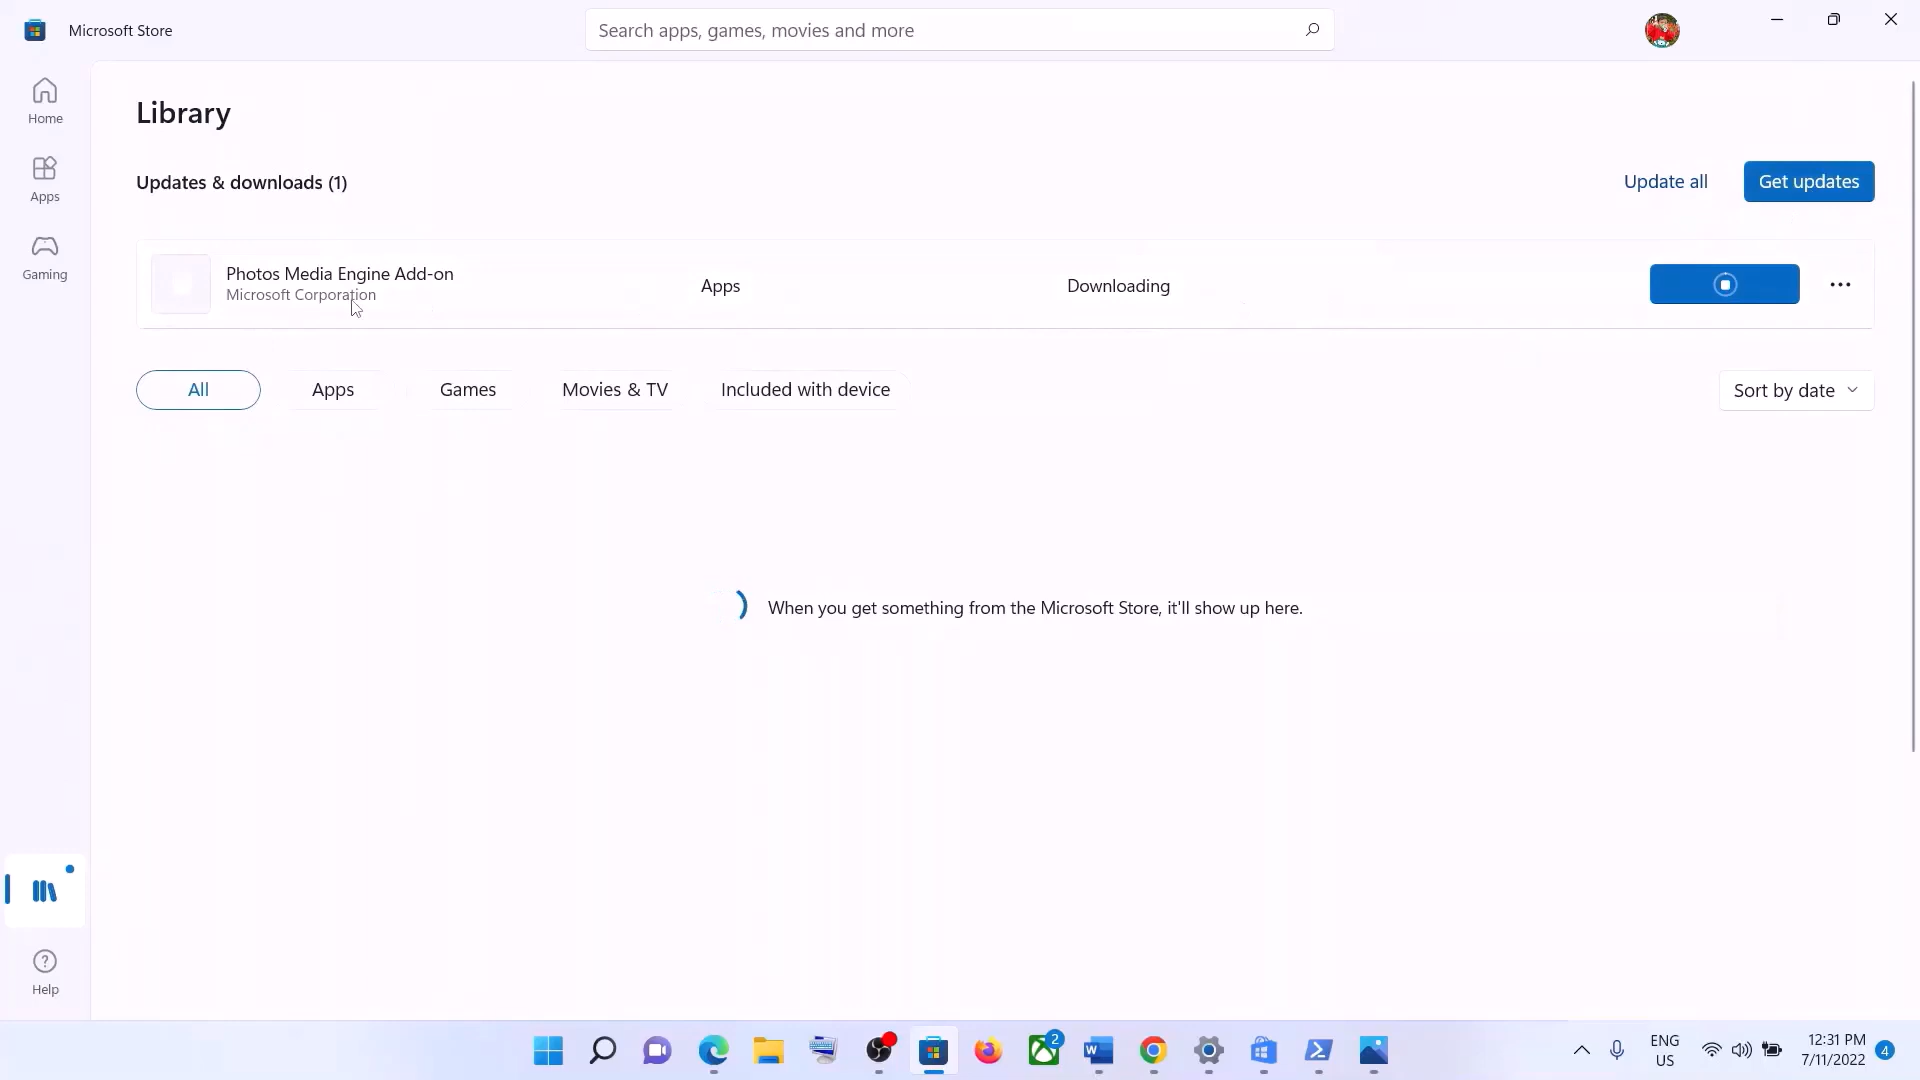 Microsoft Store
Search apps, games, movies and more
Home
Library
Updates & downloads (1)
Update all
Get updates
Apps
Gaming
Photos Media Engine Add-on
Microsoft Corporation
Apps
Downloading
All
Apps
Games
Movies & TV
Included with device
Sort by date
When you get something from the Microsoft Store, it'll show up here.
Help
2
ENG
US
12:31 PM
7/11/2022
4